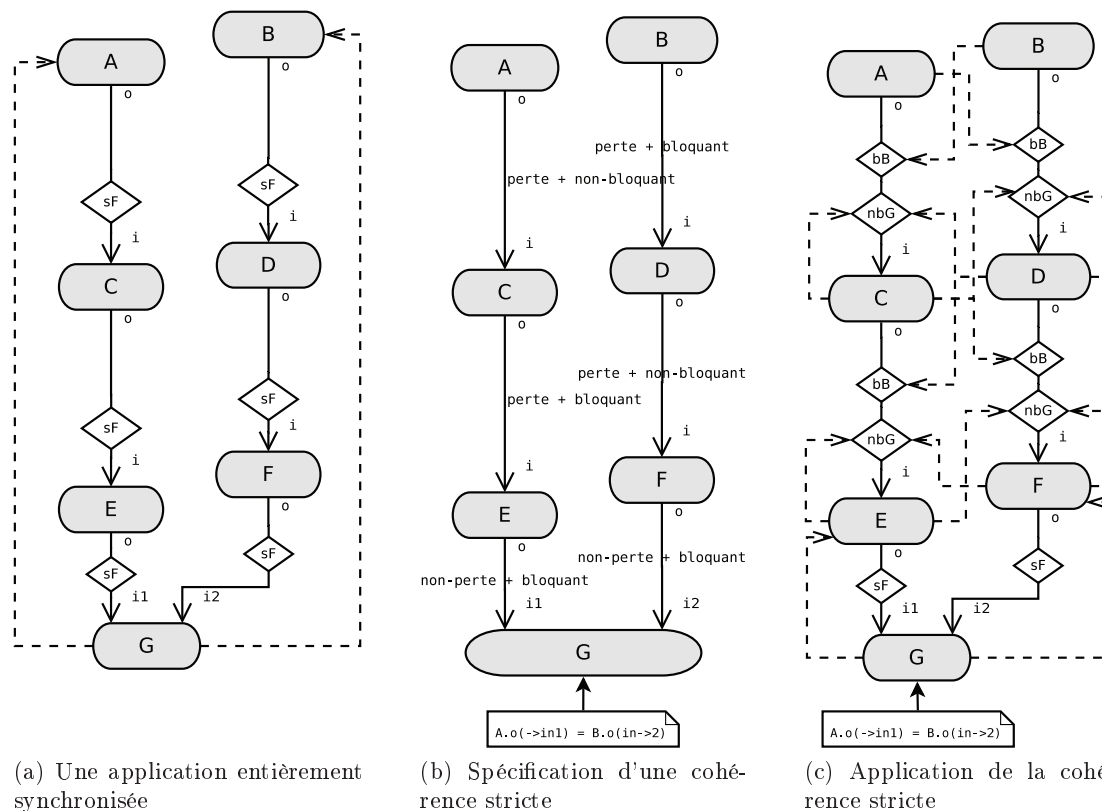 A
o
B
o
sF
i
sF
i
C
o
D
o
sF
i
sF
i
E
o
F
o
sF
i1
sF
i2
G
(a) Une application entièrement
synchronisée
A
o
B
o
perte + bloquant
perte + non-bloquant
i
i
C
o
D
o
perte + non-bloquant
perte + bloquant
i
i
E
o
F
o
non-perte + bloquant
non-perte + bloquant
i1
i2
G
A.o(->in1) = B.o(in->2)
(b) Spécification d'une cohé-
rence stricte
A
o
B
o
bB
bB
nbG
nbG
i
i
C
o
D
o
bB
bB
nbG
nbG
i
i
E
o
F
o
sF
sF
i1
i2
G
A.o(->in1) = B.o(in->2)
(c) Application de la cohé
rence stricte